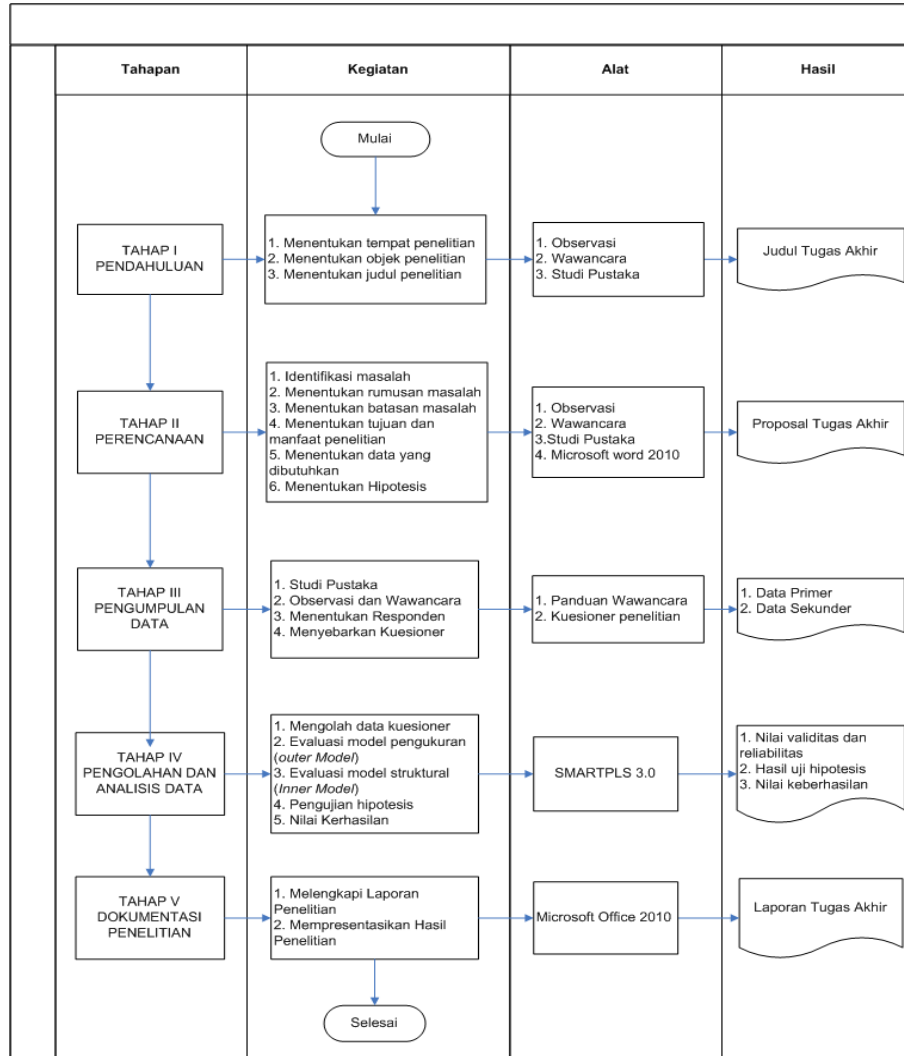 Tahapan
Kegiatan
Alat
Hasil
Mulai
TAHAP I
PENDAHULUAN
1. Menentukan tempat penelitian
2. Menentukan objek penelitian
3. Menentukan judul penelitian
1. Observasi
2. Wawancara
3. Studi Pustaka
Judul Tugas Akhir
TAHAP II
PERENCANAAN
1. Identifikasi masalah
2. Menentukan rumusan masalah
3. Menentukan batasan masalah
4. Menentukan tujuan dan
manfaat penelitian
5. Menentukan data yang
dibutuhkan
6. Menentukan Hipotesis
1. Observasi
2. Wawancara
3.Studi Pustaka
4. Microsoft word 2010
Proposal Tugas Akhir
TAHAP III
PENGUMPULAN
DATA
1. Studi Pustaka
2. Observasi dan Wawancara
3. Menentukan Responden
4. Menyebarkan Kuesioner
1. Panduan Wawancara
2. Kuesioner penelitian
1. Data Primer
2. Data Sekunder
TAHAP IV
PENGOLAHAN DAN
ANALISIS DATA
1. Mengolah data kuesioner
2. Evaluasi model pengukuran
(outer Model)
3. Evaluasi model struktural
(Inner Model)
4. Pengujian hipotesis
5. Nilai Kerhasilan
SMARTPLS 3.0
1. Nilai validitas dan
reliabilitas
2. Hasil uji hipotesis
3. Nilai keberhasilan
TAHAP V
DOKUMENTASI
PENELITIAN
1. Melengkapi Laporan
Penelitian
2. Mempresentasikan Hasil
Penelitian
Microsoft Office 2010
Laporan Tugas Akhir
Selesai